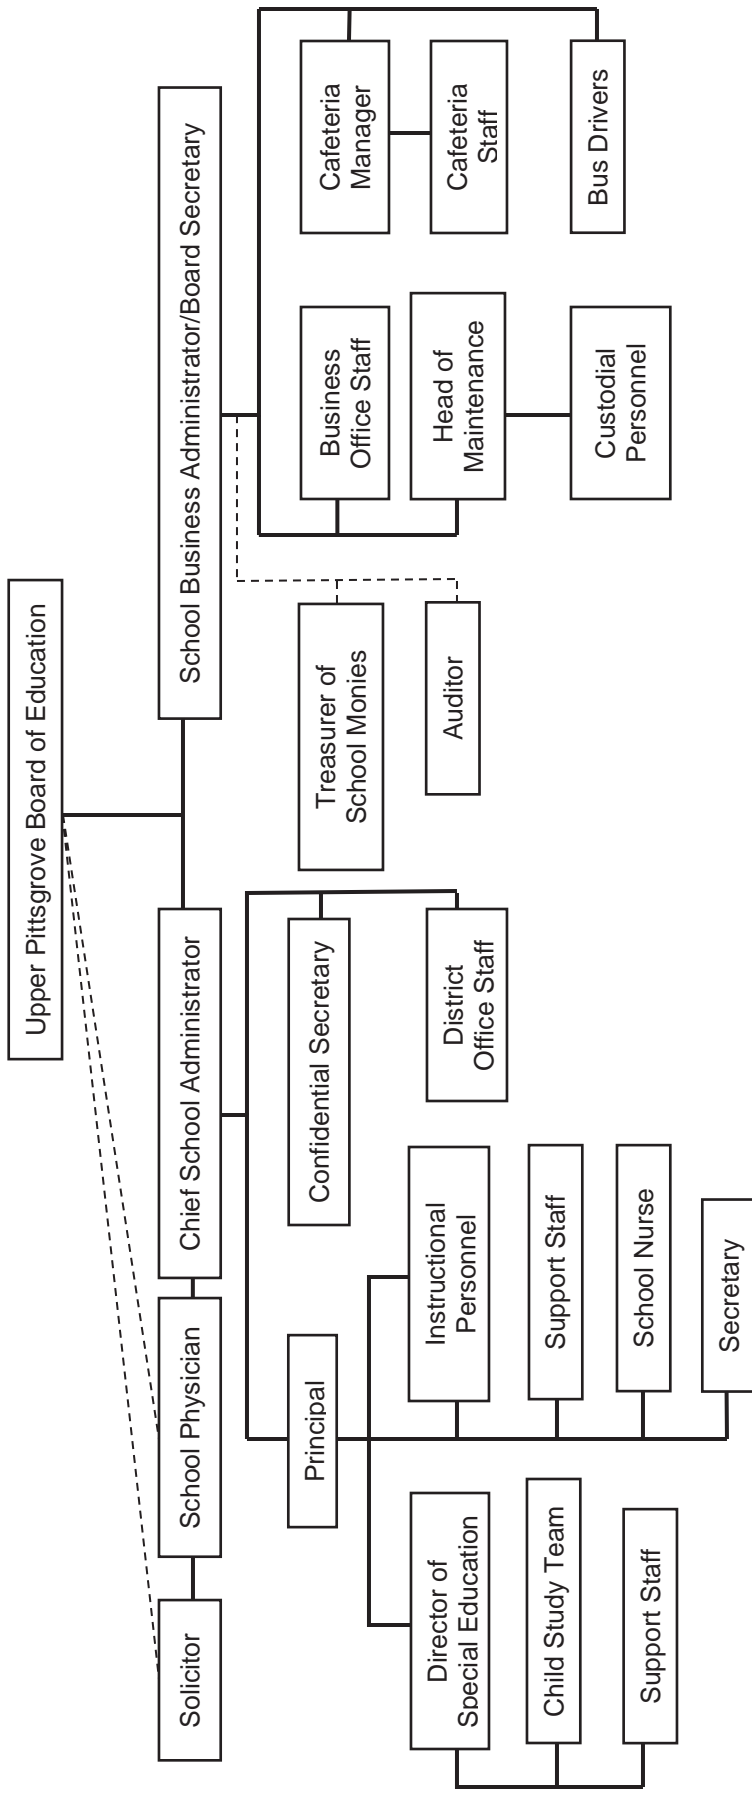 Upper Pittsgrove Board of Education
Solicitor
School Physician
Chief School Administrator
School Business Administrator/Board Secretary
Principal
Confidential Secretary
District
Office Staff
Director of
Special Education
Child Study Team
Support Staff
Instructional
Personnel
Support Staff
School Nurse
Secretary
Treasurer of
School Monies
Auditor
Business
Office Staff
Head of
Maintenance
Custodial
Personnel
Cafeteria
Manager
Cafeteria
Staff
Bus Drivers